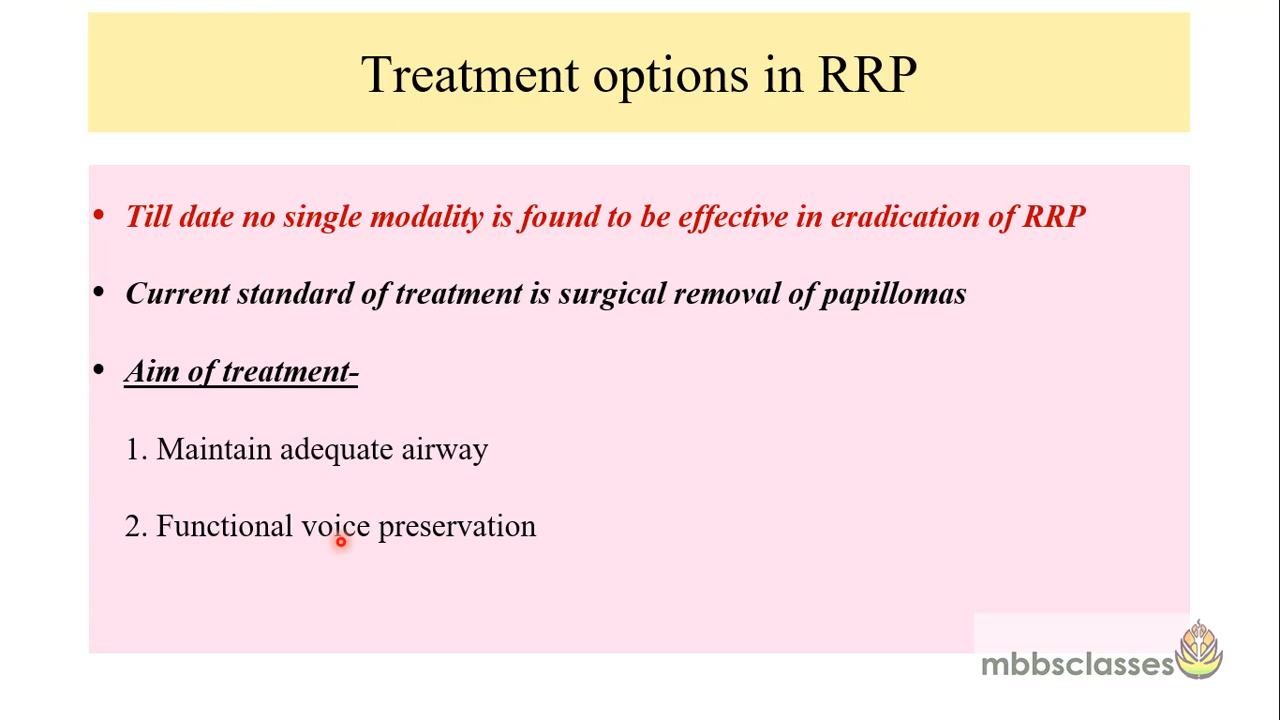 Treatment options in RRP
• Till date no single modality is found to be effective in eradication of RRP
• Current standard of treatment is surgical removal of papillomas
• Aim of treatment-
1. Maintain adequate airway
2. Functional voice preservation
mbbsclasses